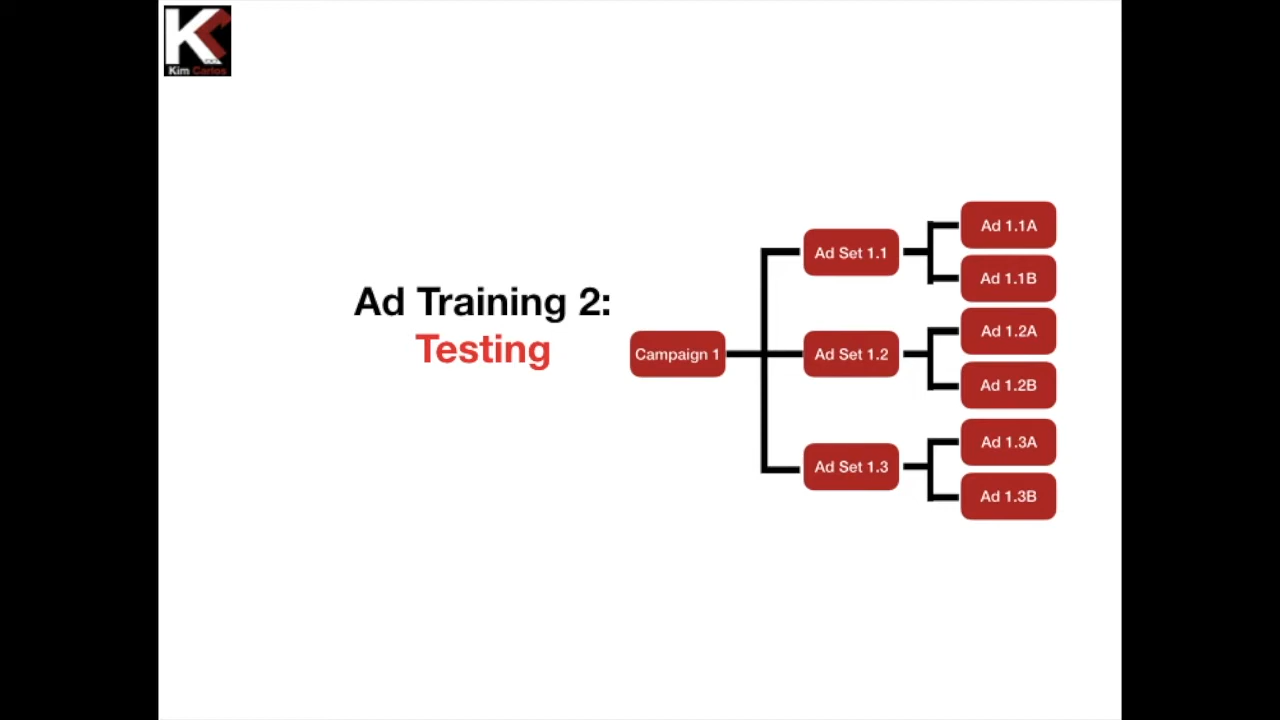 Kim Carlos
Ad Training 2:
Testing
Campaign 1
Ad Set 1.1
Ad Set 1.2
Ad Set 1.3
Ad 1.1A
Ad 1.1B
Ad 1.2A
Ad 1.2B
Ad 1.3A
Ad 1.3B